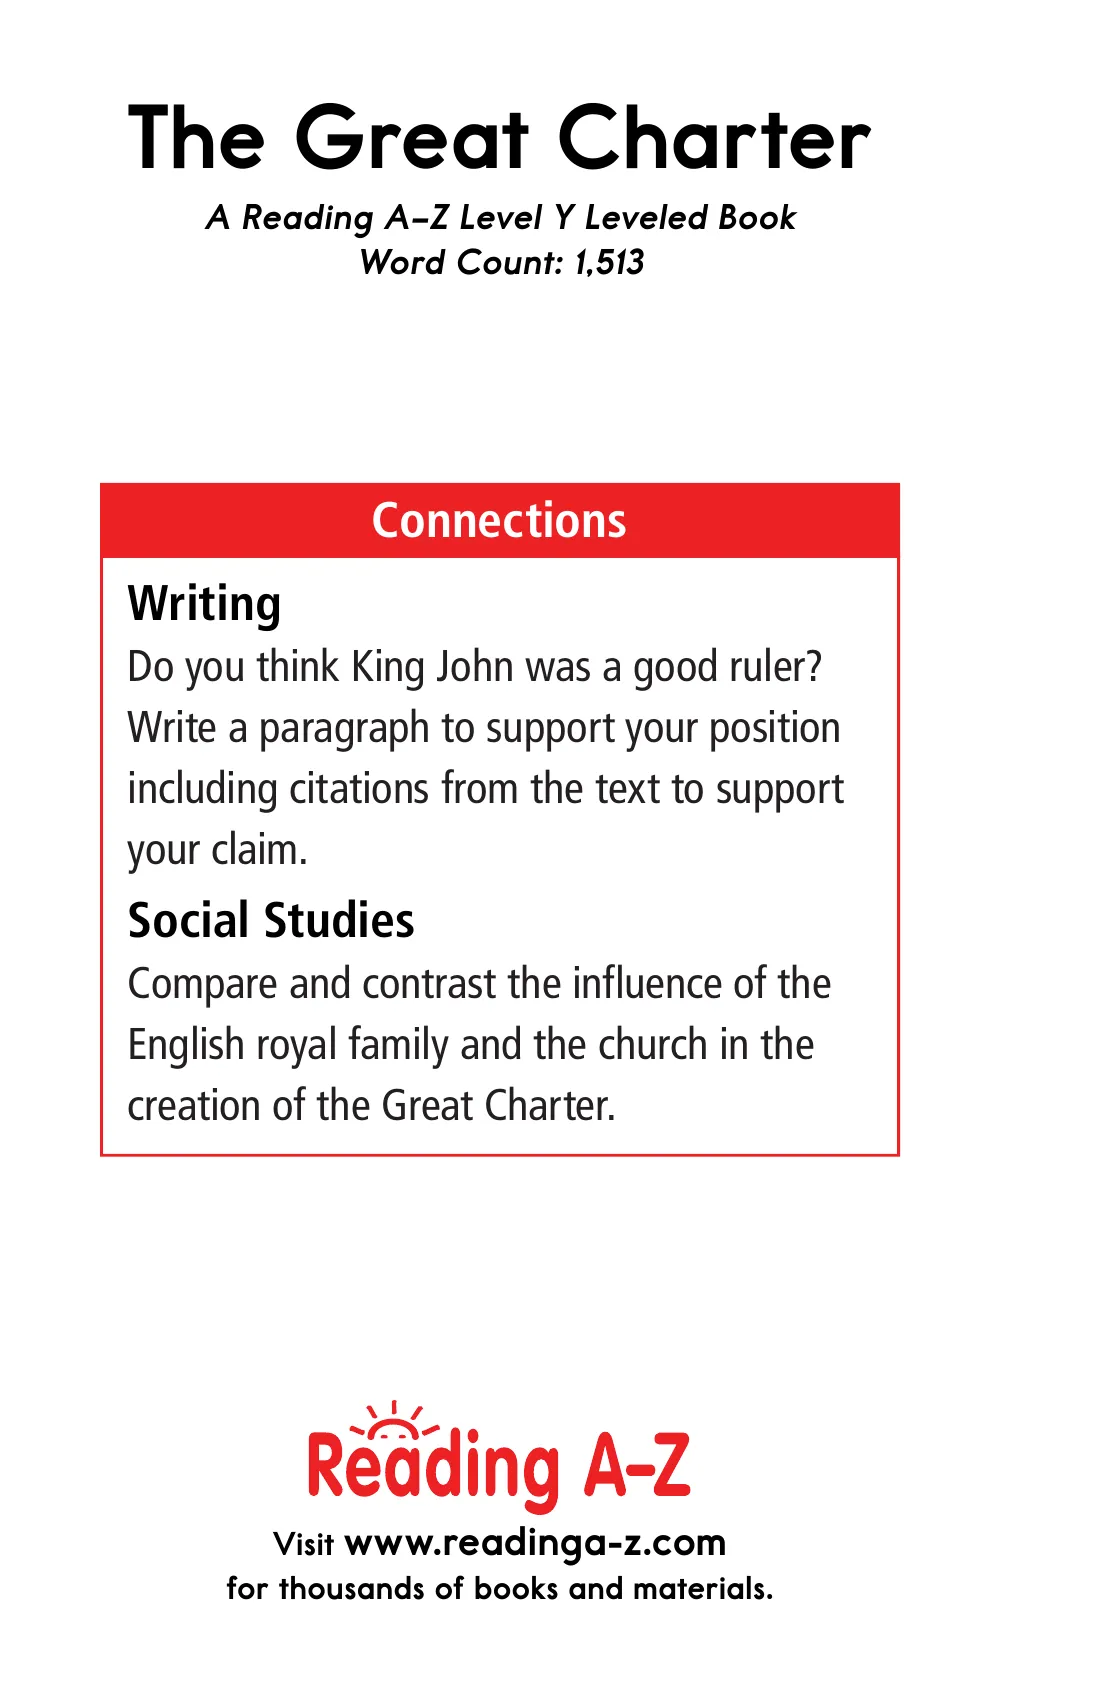 The Great Charter
A Reading A–Z Level Y Leveled Book
Word Count: 1,513
Connections
Writing
Do you think King John was a good ruler?
Write a paragraph to support your position
including citations from the text to support
your claim.
Social Studies
Compare and contrast the influence of the
English royal family and the church in the
creation of the Great Charter.
Reading A–Z
Visit www.readinga-z.com
for thousands of books and materials.